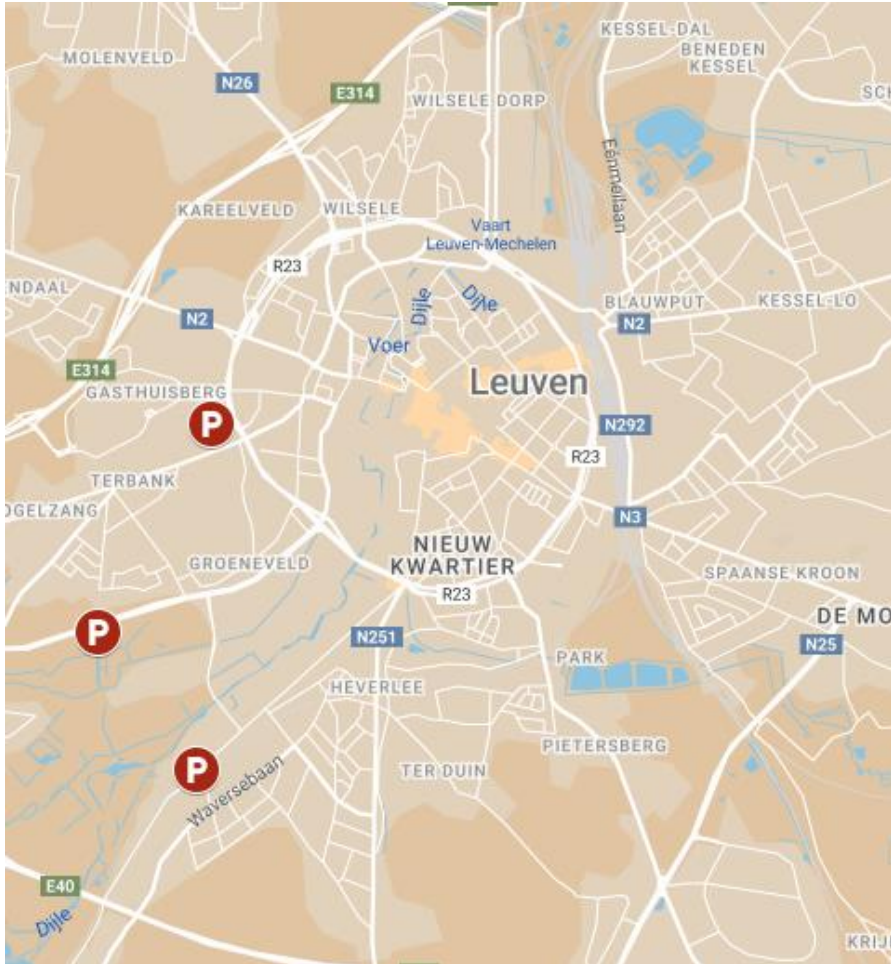 KESSEL-DAL
MOLENVELD
BENEDEN
KESSEL
N26
E314
SCH
WILSELE DORP
Eénmeilaan
KAREELVELD
WILSELE
Vaart
Leuven-Mechelen
R23
NDAAL
Dijle
Dijle
BLAUWPUT
KESSEL-LO
N2
N2
Voer
E314
Leuven
GASTHUISBERG
P
N292
R23
TERBANK
OGELZANG
N3
NIEUW
KWARTIER
GROENEVELD
SPAANSE KROON
R23
P
DE MO
N251
N25
PARK
HEVERLEE
PIETERSBERG
P
TER DUIN
Waversebaan
E40
Dijle
KRIJ